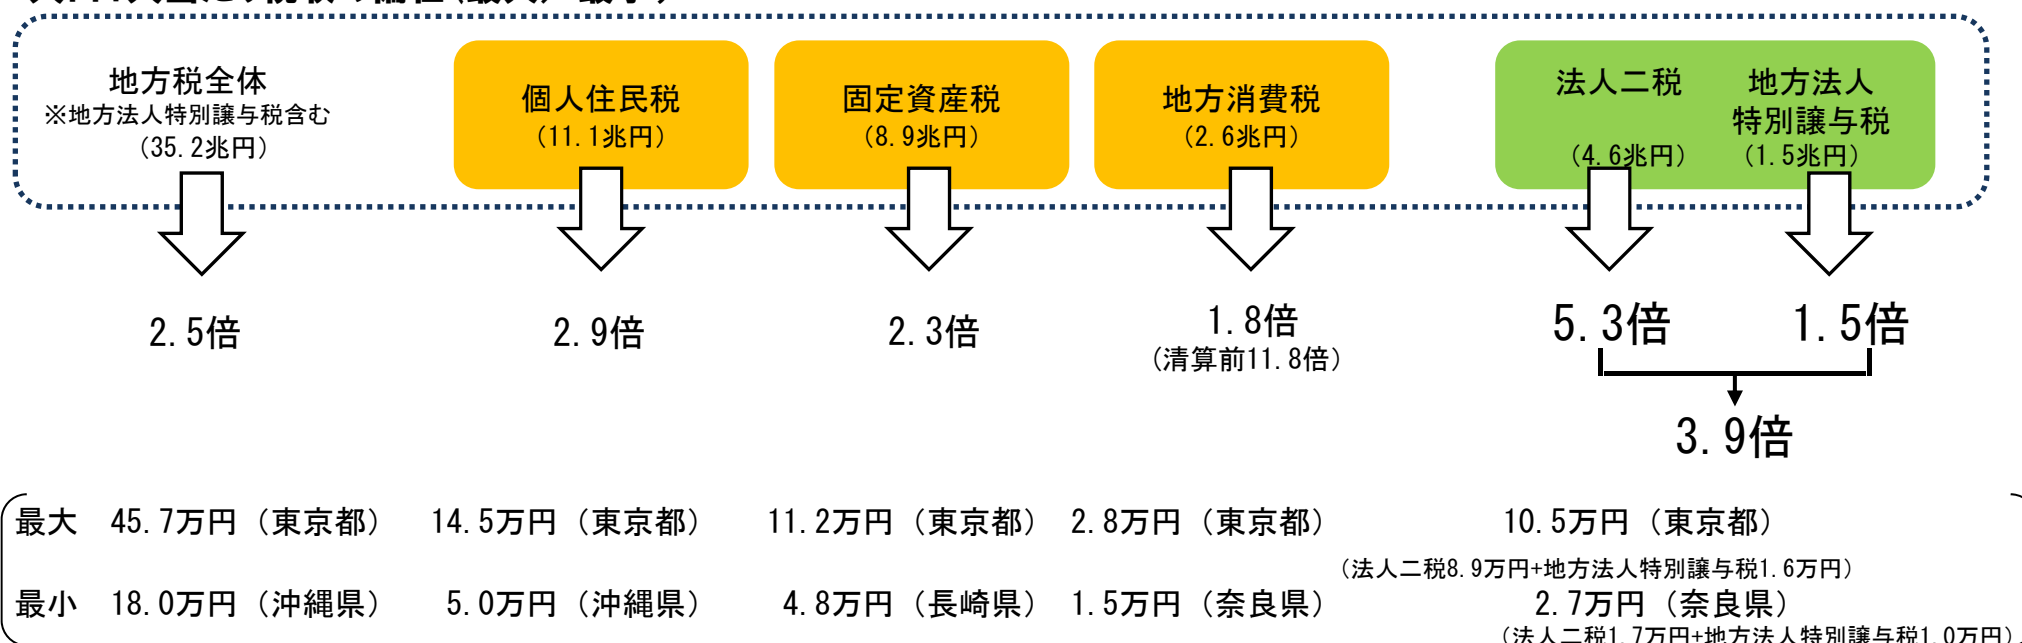 地方税全体
※地方法人特別譲与税含む
(35.2兆円)
個人住民税
(11.1兆円)
固定資産税
(8.9兆円)
地方消費税
(2.6兆円)
法人二税
(4.6兆円)
地方法人
特別譲与税
(1.5兆円)
2.5倍
2.9倍
2.3倍
1.8倍
(清算前11.8倍)
5.3倍
1.5倍
3.9倍
最大 45.7万円(東京都) 14.5万円(東京都) 11.2万円(東京都) 2.8万円(東京都) 10.5万円(東京都)
(法人二税8.9万円+地方法人特別譲与税1.6万円)
最小 18.0万円(沖縄県) 5.0万円(沖縄県) 4.8万円(長崎県) 1.5万円(奈良県) 2.7万円(奈良県)
(法人二税1.7万円+地方法人特別譲与税1.0万円)